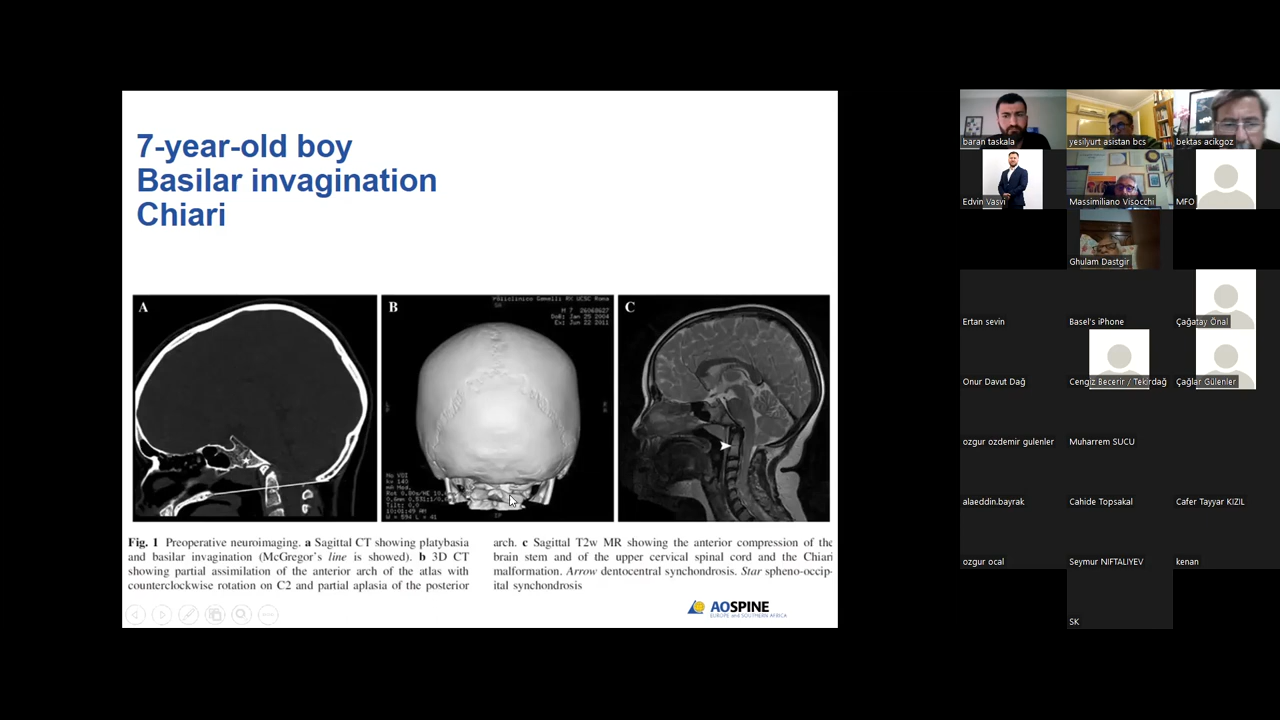 7-year-old boy
Basilar invagination
Chiari
A
B
C
M 7
Fig. 1 Preoperative neuroimaging. a Sagittal CT showing platybasia
and basilar invagination (McGregor's line is showed). b 3D CT
showing partial assimilation of the anterior arch of the atlas with
counterclockwise rotation on C2 and partial aplasia of the posterior
arch. c Sagittal T2w MR showing the anterior compression of the
brain stem and of the upper cervical spinal cord and the Chiari
malformation. Arrow dentocentral synchondrosis. Star spheno-occip-
ital synchondrosis
AOSPINE
EUROPE and SOUTHERN AFRICA
baran taskala
yesilyurt asistan bcs
bektas acikgoz
Edvin Vasvi
Massimiliano Visocchi
MFO
Ghulam Dastgir
Ertan sevin
Basel's iPhone
Çağatay Önal
Onur Davut Dağ
Cengiz Becerir / Tekirdağ
Çağlar Gülenler
ozgur ozdemir gulenler
Muharrem SUCU
alaeddin.bayrak
Cahide Topsakal
Cafer Tayyar KIZIL
ozgur ocal
Seymur NIFTALIYEV
kenan
SK